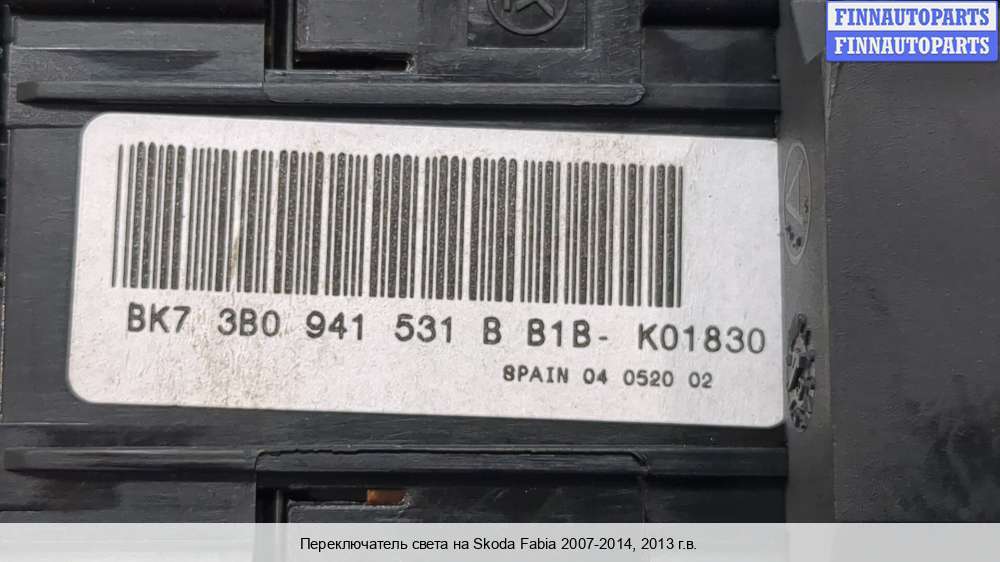 FINNAUTOPARTS
FINNAUTOPARTS
BK7 3B0 941 531 B B1B- K01830
SPAIN 04 0520 02
Переключатель света на Skoda Fabia 2007-2014, 2013 г.в.